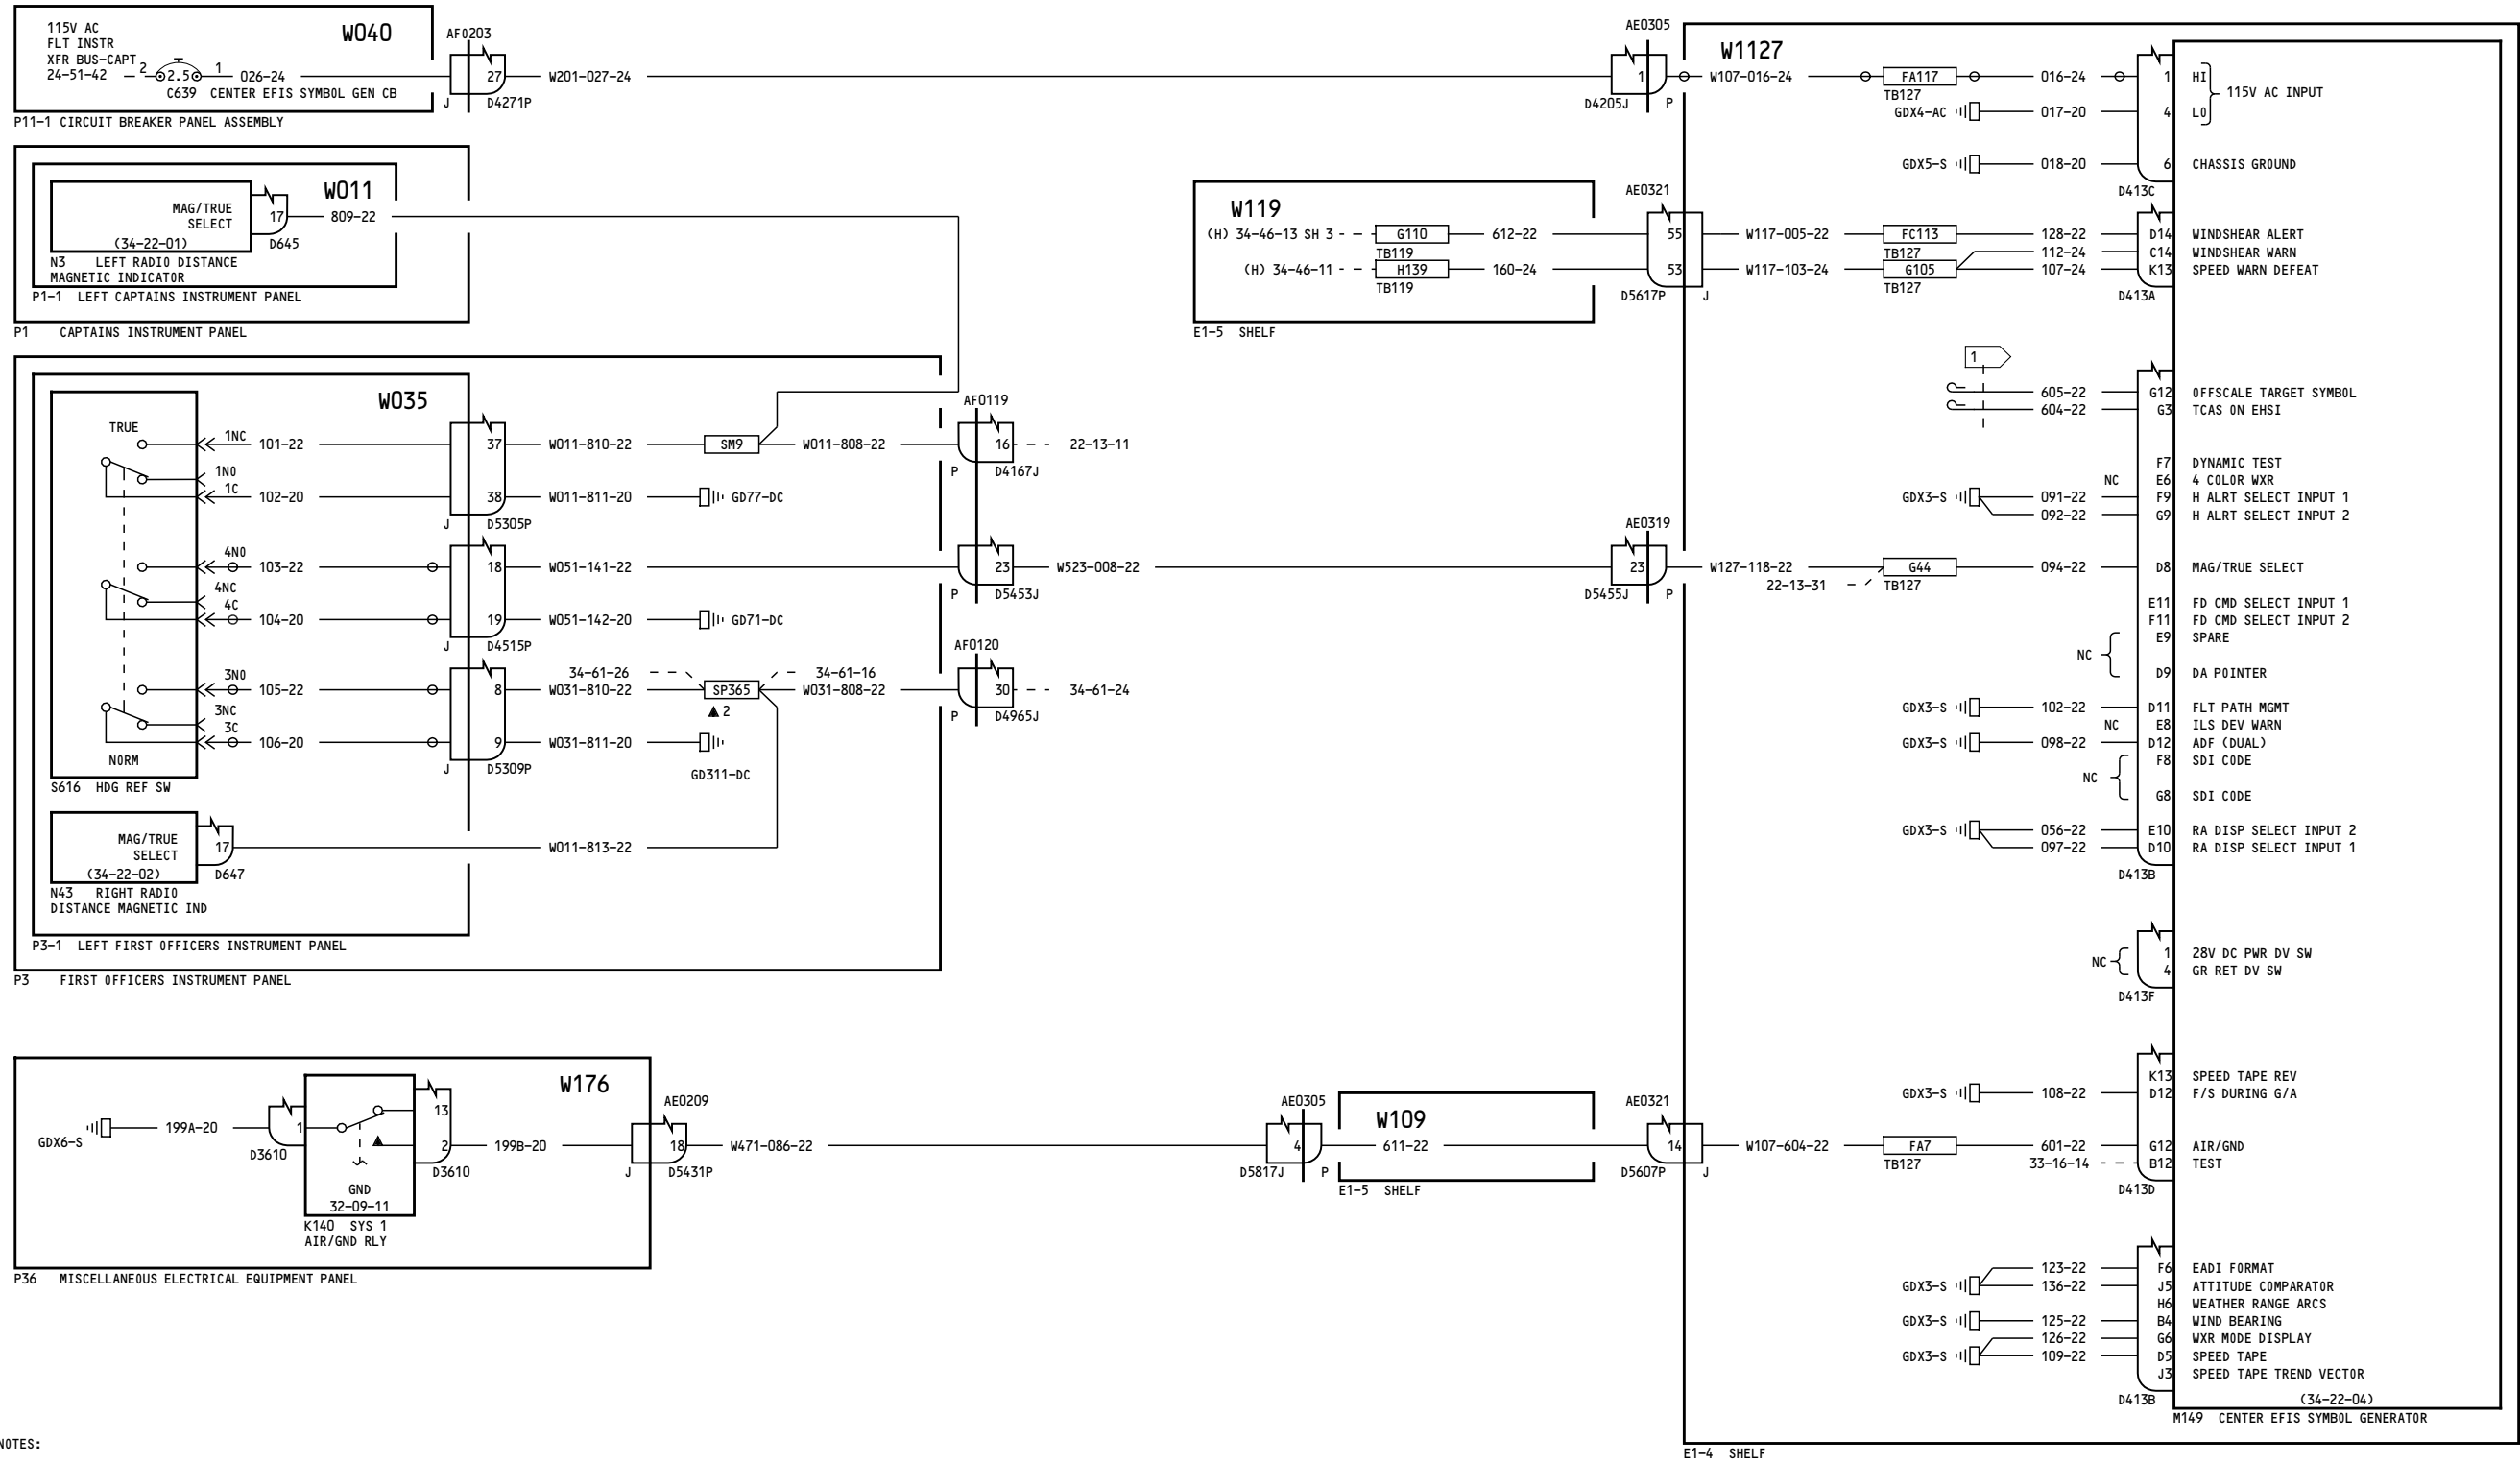 115V AC
FLT INSTR
XFR BUS-CAPT
24-51-42
2
2.5
1
026-24
C639 CENTER EFIS SYMBOL GEN CB
W040
AF0203
27
J
D4271P
W201-027-24
P11-1 CIRCUIT BREAKER PANEL ASSEMBLY
AE0305
1
D4205J
P
W1127
W107-016-24
FA117
TB127
016-24
1
HI
115V AC INPUT
GDX4-AC
017-20
4
LO
GDX5-S
018-20
6
CHASSIS GROUND
D413C
W011
MAG/TRUE
SELECT
(34-22-01)
17
809-22
D645
N3 LEFT RADIO DISTANCE
MAGNETIC INDICATOR
P1-1 LEFT CAPTAINS INSTRUMENT PANEL
P1 CAPTAINS INSTRUMENT PANEL
W119
(H) 34-46-13 SH 3
G110
TB119
612-22
(H) 34-46-11
H139
TB119
160-24
E1-5 SHELF
AE0321
55
53
D5617P
J
W117-005-22
FC113
TB127
128-22
D14
WINDSHEAR ALERT
112-24
C14
WINDSHEAR WARN
W117-103-24
G105
TB127
107-24
K13
SPEED WARN DEFEAT
D413A
1
605-22
G12
OFFSCALE TARGET SYMBOL
604-22
G3
TCAS ON EHSI
F7
DYNAMIC TEST
NC
E6
4 COLOR WXR
GDX3-S
091-22
F9
H ALRT SELECT INPUT 1
092-22
G9
H ALRT SELECT INPUT 2
W035
TRUE
1NC
101-22
37
W011-810-22
SM9
W011-808-22
AF0119
16
22-13-11
P
D4167J
1NO
1C
102-20
38
W011-811-20
GD77-DC
J
D5305P
4NO
103-22
18
W051-141-22
23
W523-008-22
P
D5453J
AE0319
23
D5455J
P
W127-118-22
22-13-31
G44
TB127
094-22
D8
MAG/TRUE SELECT
4NC
4C
104-20
19
W051-142-20
GD71-DC
J
D4515P
E11
FD CMD SELECT INPUT 1
F11
FD CMD SELECT INPUT 2
E9
SPARE
NC
D9
DA POINTER
3NO
105-22
8
34-61-26
34-61-16
W031-810-22
SP365
2
W031-808-22
AF0120
30
34-61-24
P
D4965J
3NC
3C
106-20
9
W031-811-20
GD311-DC
J
D5309P
NORM
S616 HDG REF SW
GDX3-S
102-22
D11
FLT PATH MGMT
NC
E8
ILS DEV WARN
GDX3-S
098-22
D12
ADF (DUAL)
F8
SDI CODE
NC
G8
SDI CODE
GDX3-S
056-22
E10
RA DISP SELECT INPUT 2
097-22
D10
RA DISP SELECT INPUT 1
D413B
MAG/TRUE
SELECT
(34-22-02)
17
D647
W011-813-22
N43 RIGHT RADIO
DISTANCE MAGNETIC IND
P3-1 LEFT FIRST OFFICERS INSTRUMENT PANEL
P3 FIRST OFFICERS INSTRUMENT PANEL
NC
1
28V DC PWR DV SW
4
GR RET DV SW
D413F
W176
GDX6-S
199A-20
1
D3610
13
2
D3610
GND
32-09-11
K140 SYS 1
AIR/GND RLY
199B-20
AE0209
18
J
D5431P
W471-086-22
P36 MISCELLANEOUS ELECTRICAL EQUIPMENT PANEL
AE0305
4
D5817J
P
W109
611-22
E1-5 SHELF
AE0321
14
D5607P
J
W107-604-22
FA7
TB127
K13
SPEED TAPE REV
GDX3-S
108-22
D12
F/S DURING G/A
601-22
G12
AIR/GND
33-16-14
B12
TEST
D413D
123-22
F6
EADI FORMAT
GDX3-S
136-22
J5
ATTITUDE COMPARATOR
H6
WEATHER RANGE ARCS
GDX3-S
125-22
B4
WIND BEARING
126-22
G6
WXR MODE DISPLAY
GDX3-S
109-22
D5
SPEED TAPE
J3
SPEED TAPE TREND VECTOR
D413B
(34-22-04)
M149 CENTER EFIS SYMBOL GENERATOR
E1-4 SHELF
NOTES: